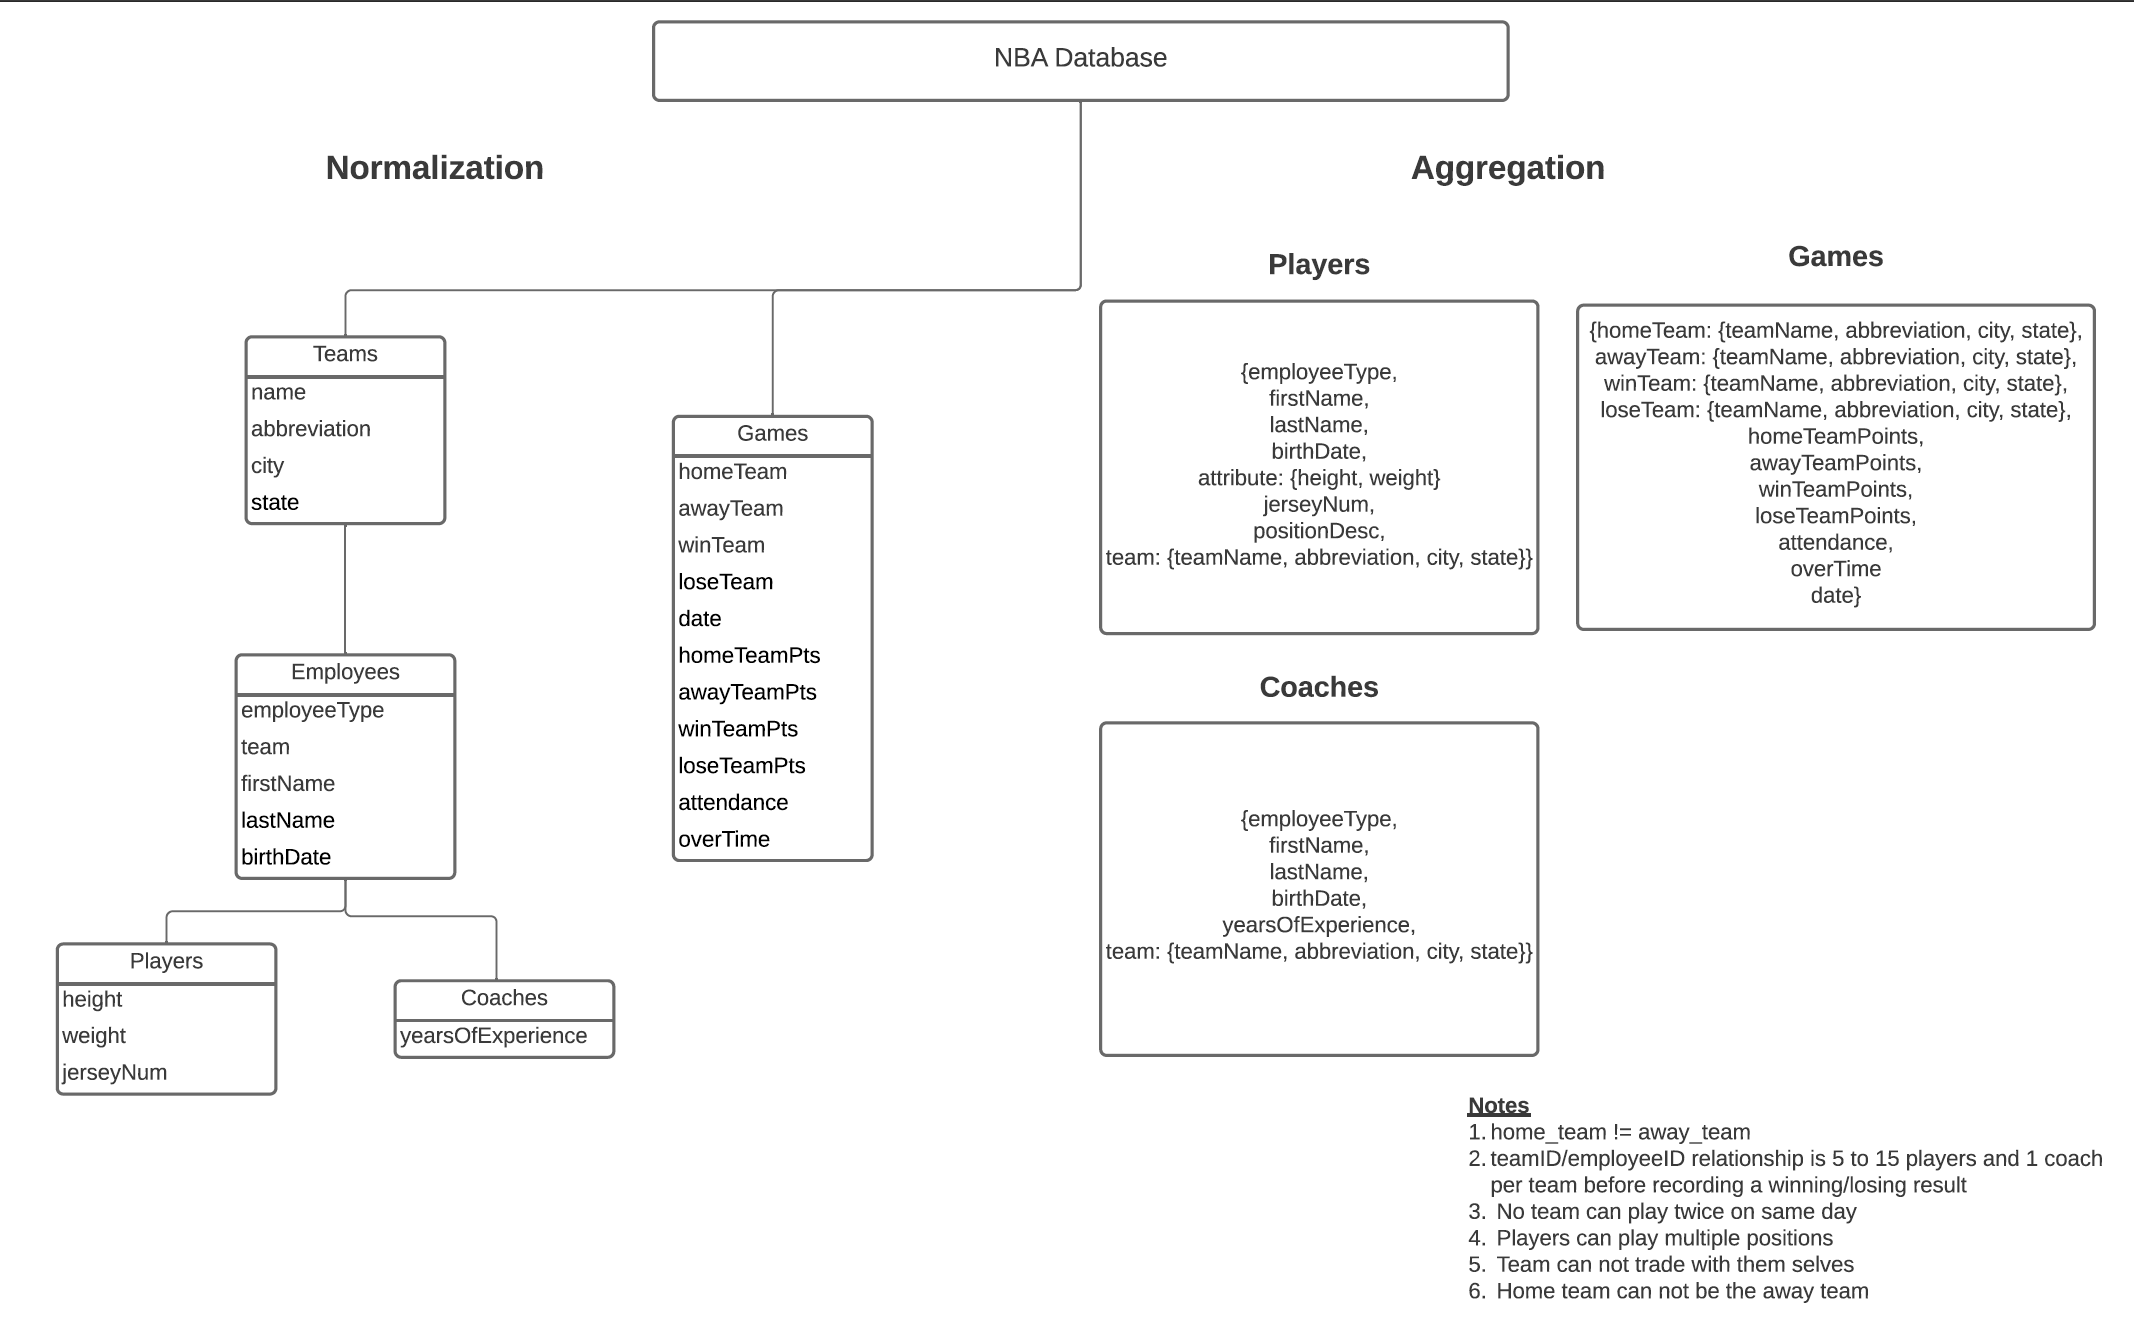 NBA Database
Normalization
Teams
name
abbreviation
city
state
Employees
employeeType
team
firstName
lastName
birthDate
Players
height
weight
jerseyNum
Coaches
yearsOfExperience
Games
homeTeam
awayTeam
winTeam
loseTeam
date
homeTeamPts
awayTeamPts
winTeamPts
loseTeamPts
attendance
overTime
Aggregation
Players
{employeeType,
firstName,
lastName,
birthDate,
attribute: {height, weight}
jerseyNum,
positionDesc,
team: {teamName, abbreviation, city, state}}
Games
{homeTeam: {teamName, abbreviation, city, state},
awayTeam: {teamName, abbreviation, city, state},
winTeam: {teamName, abbreviation, city, state},
loseTeam: {teamName, abbreviation, city, state},
homeTeamPoints,
awayTeamPoints,
winTeamPoints,
loseTeamPoints,
attendance,
overTime
date}
Coaches
{employeeType,
firstName,
lastName,
birthDate,
yearsOfExperience,
team: {teamName, abbreviation, city, state}}
Notes
1. home_team != away_team
2. teamID/employeeID relationship is 5 to 15 players and 1 coach
per team before recording a winning/losing result
3. No team can play twice on same day
4. Players can play multiple positions
5. Team can not trade with them selves
6. Home team can not be the away team